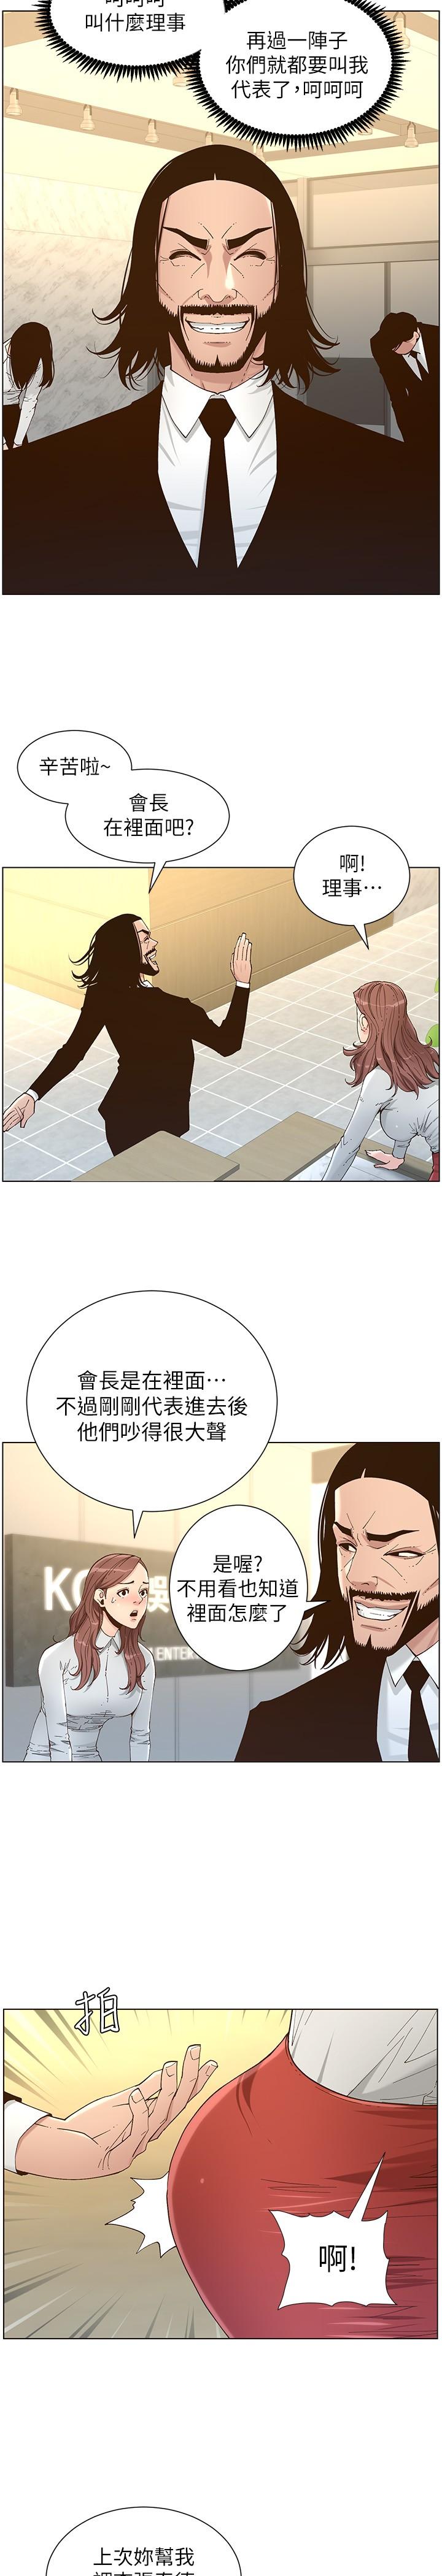 呵呵呵
叫什麼理事
再過一陣子
你們就都要叫我
代表了，呵呵呵
辛苦啦~
會長
在裡面吧?
啊!
理事…
會長是在裡面…
不過剛剛代表進去後
他們吵得很大聲
是喔?
不用看也知道
裡面怎麼了
ENTER
拍
啊!
上次妳幫我